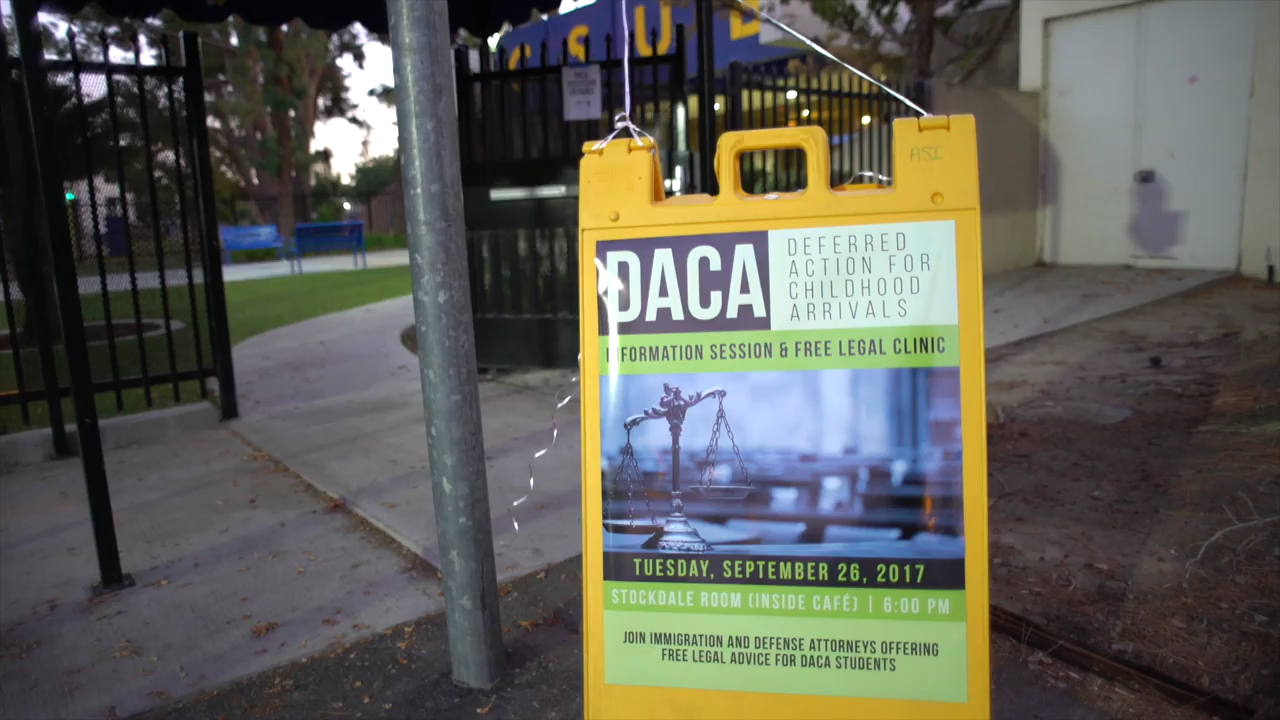 CSUB
ASI
DACA
DEFERRED
ACTION FOR
CHILDHOOD
ARRIVALS
INFORMATION SESSION & FREE LEGAL CLINIC
TUESDAY, SEPTEMBER 26, 2017
STOCKDALE ROOM (INSIDE CAFÉ) | 6:00 PM
JOIN IMMIGRATION AND DEFENSE ATTORNEYS OFFERING
FREE LEGAL ADVICE FOR DACA STUDENTS